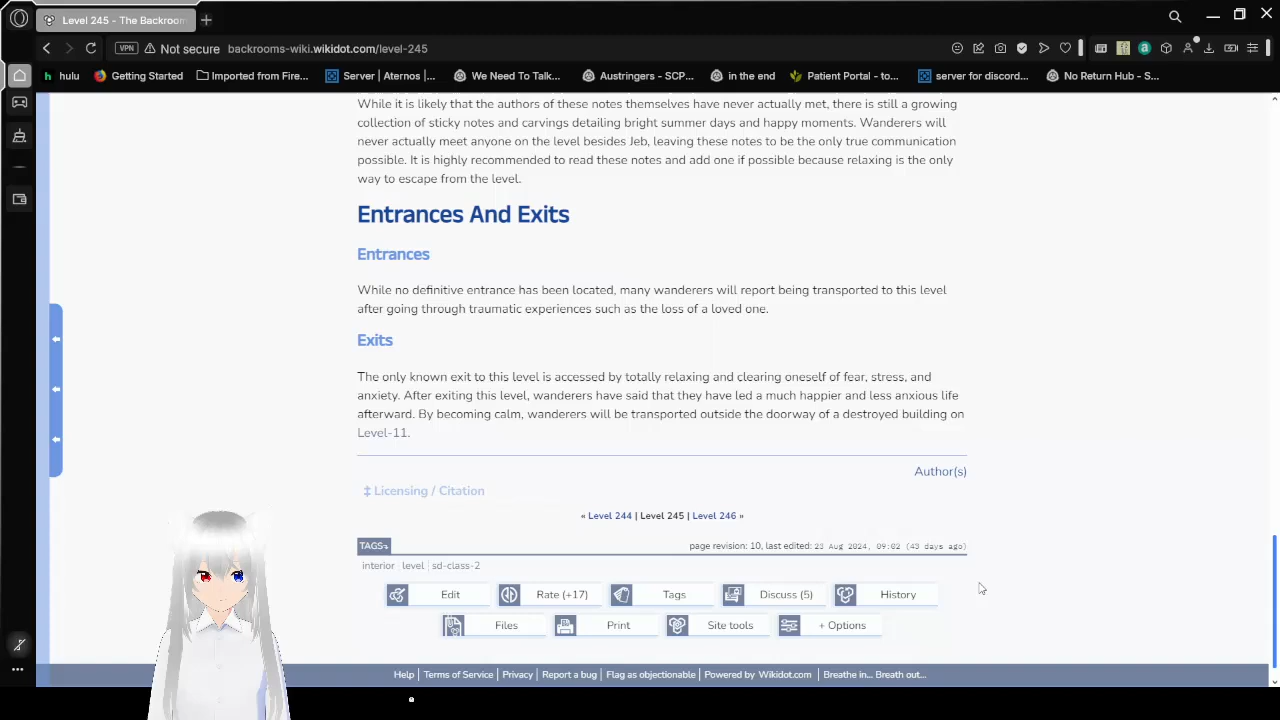 Level 245 - The Backroom
VPN Not secure backrooms-wiki.wikidot.com/level-245
hulu Getting Started Imported from Fire... Server | Aternos |... We Need To Talk... Austringers - SCP... in the end Patient Portal - to... server for discord... No Return Hub - S...
While it is likely that the authors of these notes themselves have never actually met, there is still a growing
collection of sticky notes and carvings detailing bright summer days and happy moments. Wanderers will
never actually meet anyone on the level besides Jeb, leaving these notes to be the only true communication
possible. It is highly recommended to read these notes and add one if possible because relaxing is the only
way to escape from the level.
Entrances And Exits
Entrances
While no definitive entrance has been located, many wanderers will report being transported to this level
after going through traumatic experiences such as the loss of a loved one.
Exits
The only known exit to this level is accessed by totally relaxing and clearing oneself of fear, stress, and
anxiety. After exiting this level, wanderers have said that they have led a much happier and less anxious life
afterward. By becoming calm, wanderers will be transported outside the doorway of a destroyed building on
Level-11.
Author(s)
‡ Licensing / Citation
« Level 244 | Level 245 | Level 246 »
TAGS page revision: 10, last edited: 23 Aug 2024, 09:02 (43 days ago)
interior level sd-class-2
Edit Rate (+17) Tags Discuss (5) History
Files Print Site tools + Options
Help | Terms of Service | Privacy | Report a bug | Flag as objectionable | Powered by Wikidot.com | Breathe in... Breath out...